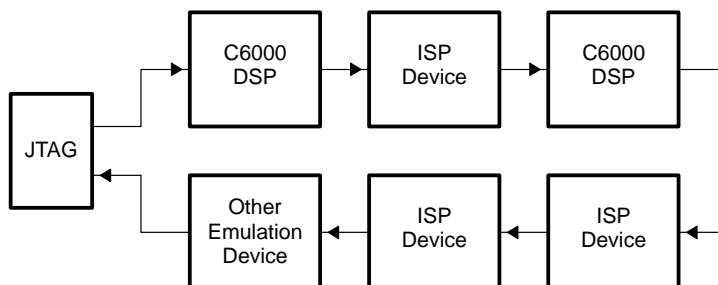 JTAG
C6000
DSP
ISP
Device
C6000
DSP
Other
Emulation
Device
ISP
Device
ISP
Device